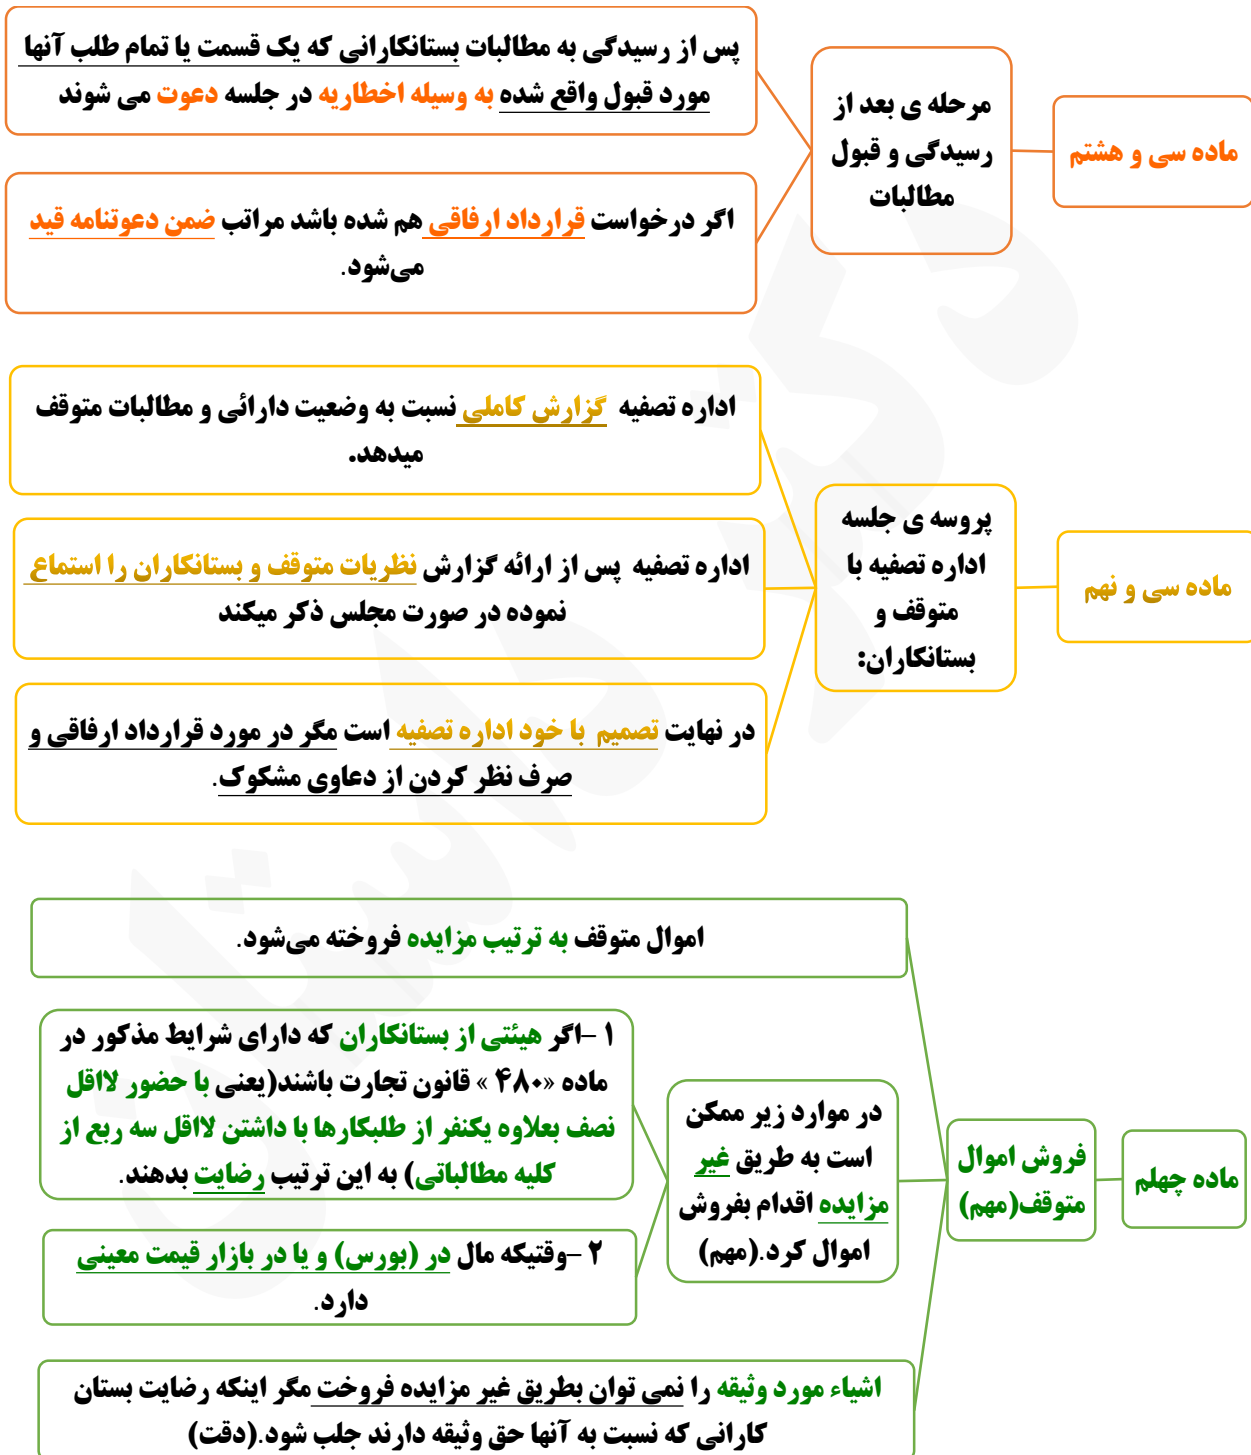 ماده سی و هشتم
مرحله ی بعد از
رسیدگی و قبول
مطالبات
پس از رسیدگی به مطالبات بستانکارانی که یک قسمت یا تمام طلب آنها
مورد قبول واقع شده به وسیله اخطاریه در جلسه دعوت می شوند
اگر درخواست قرارداد ارفاقی هم شده باشد مراتب ضمن دعوتنامه قید
می‌شود.
ماده سی و نهم
پروسه ی جلسه
اداره تصفیه با
متوقف و
بستانکاران:
اداره تصفیه گزارش کاملی نسبت به وضعیت دارائی و مطالبات متوقف
میدهد.
اداره تصفیه پس از ارائه گزارش نظریات متوقف و بستانکاران را استماع
نموده در صورت مجلس ذکر میکند
در نهایت تصمیم با خود اداره تصفیه است مگر در مورد قرارداد ارفاقی و
صرف نظر کردن از دعاوی مشکوک.
ماده چهلم
فروش اموال
متوقف(مهم)
اموال متوقف به ترتیب مزایده فروخته می‌شود.
در موارد زیر ممکن
است به طریق غیر
مزایده اقدام بفروش
اموال کرد.(مهم)
۱ –اگر هیئتی از بستانکاران که دارای شرایط مذکور در
ماده «۴۸۰ » قانون تجارت باشند(یعنی با حضور لااقل
نصف بعلاوه یکنفر از طلبکارها با داشتن لااقل سه ربع از
کلیه مطالباتی) به این ترتیب رضایت بدهند.
۲ –وقتیکه مال در (بورس) و یا در بازار قیمت معینی
دارد.
اشیاء مورد وثیقه را نمی توان بطریق غیر مزایده فروخت مگر اینکه رضایت بستان
کارانی که نسبت به آنها حق وثیقه دارند جلب شود.(دقت)